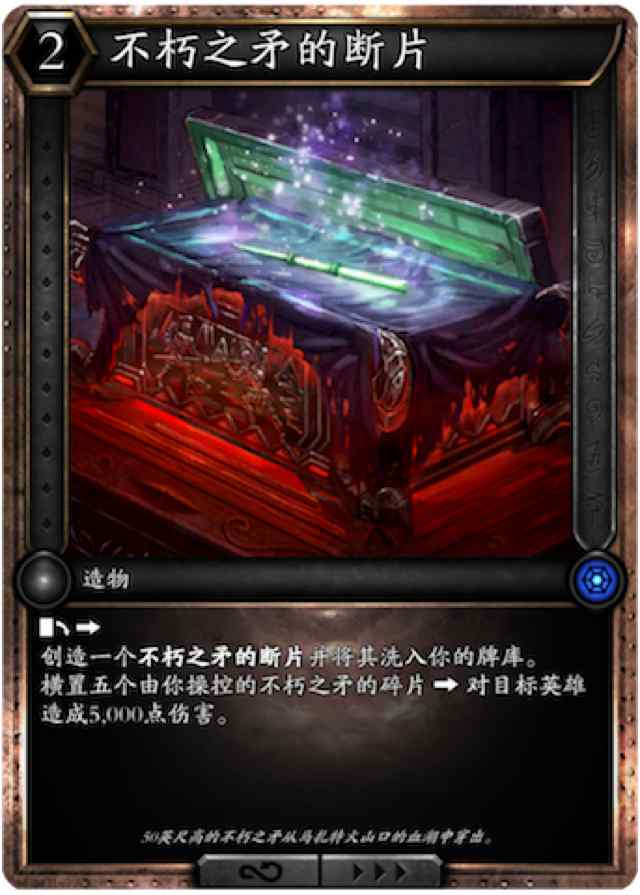 2
不朽之矛的断片
造物
创造一个不朽之矛的断片并将其洗入你的牌库。
横置五个由你操控的不朽之矛的碎片 ➡ 对目标英雄
造成5,000点伤害。
50英尺高的不朽之矛从乌扎特火山口的血潮中穿出。